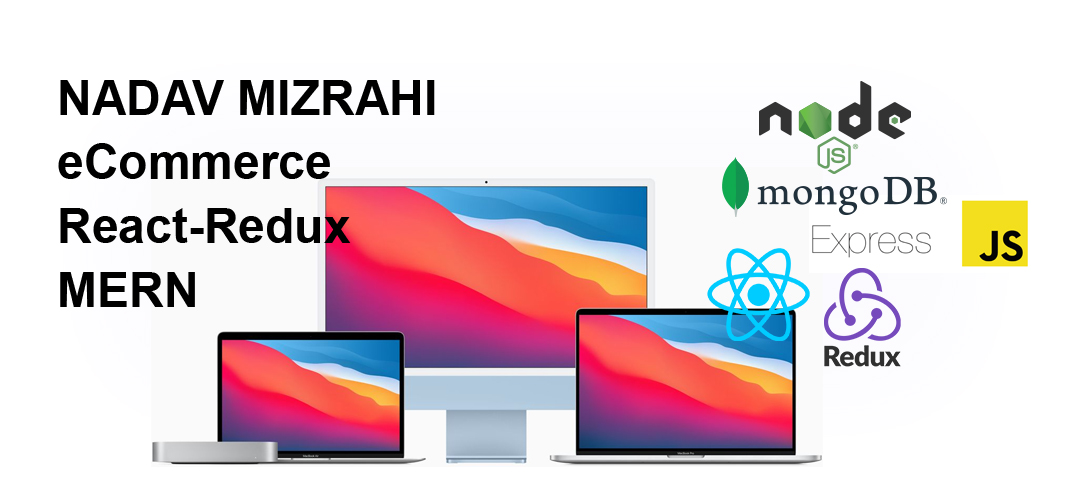 NADAV MIZRAHI
eCommerce
React-Redux
MERN
node
JS
mongoDB
Express
JS
Redux